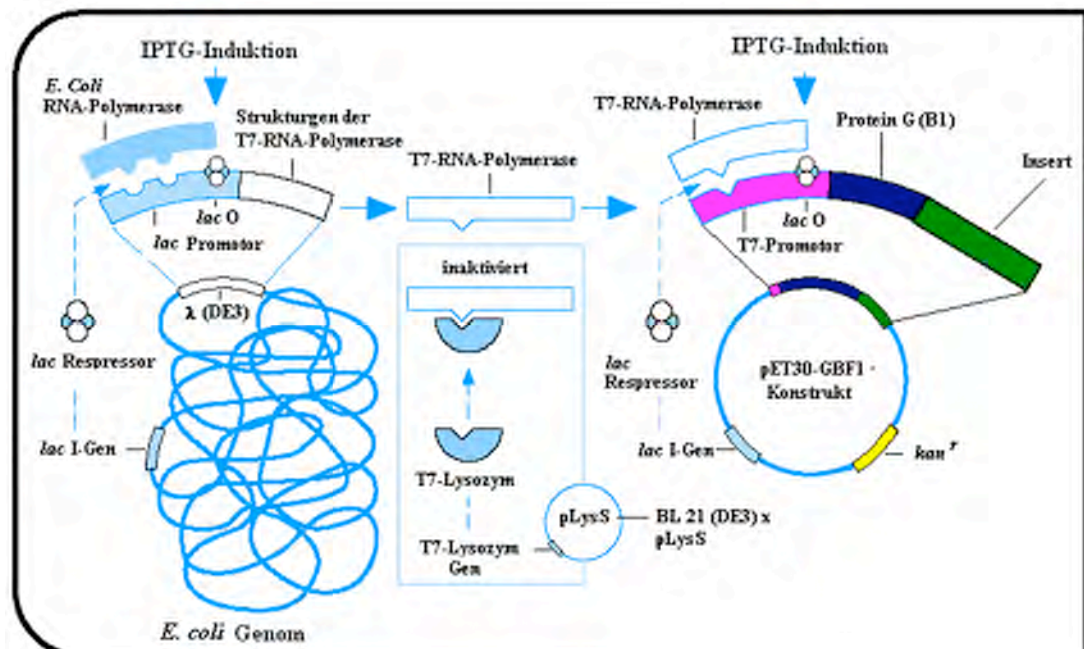 IPTG-Induktion
E. Coli
RNA-Polymerase
Strukturgen der
T7-RNA-Polymerase
lac O
lac Promotor
λ (DE3)
lac Respressor
lac I-Gen
E. coli Genom
T7-RNA-Polymerase
inaktiviert
T7-Lysozym
T7-Lysozym
Gen
pLysS
BL 21 (DE3) x
pLysS
IPTG-Induktion
T7-RNA-Polymerase
Protein G (B1)
Insert
lac O
T7-Promotor
lac
Respressor
pET30-GBF1 -
Konstrukt
lac I-Gen
kan r